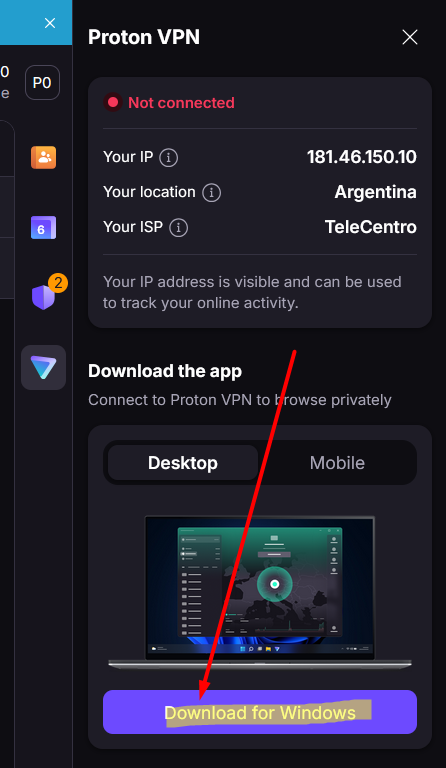 Proton VPN
0
P0
e
Not connected
Your IP 181.46.150.10
Your location Argentina
Your ISP TeleCentro
Your IP address is visible and can be used
to track your online activity.
6
2
Download the app
Connect to Proton VPN to browse privately
Desktop Mobile
Download for Windows